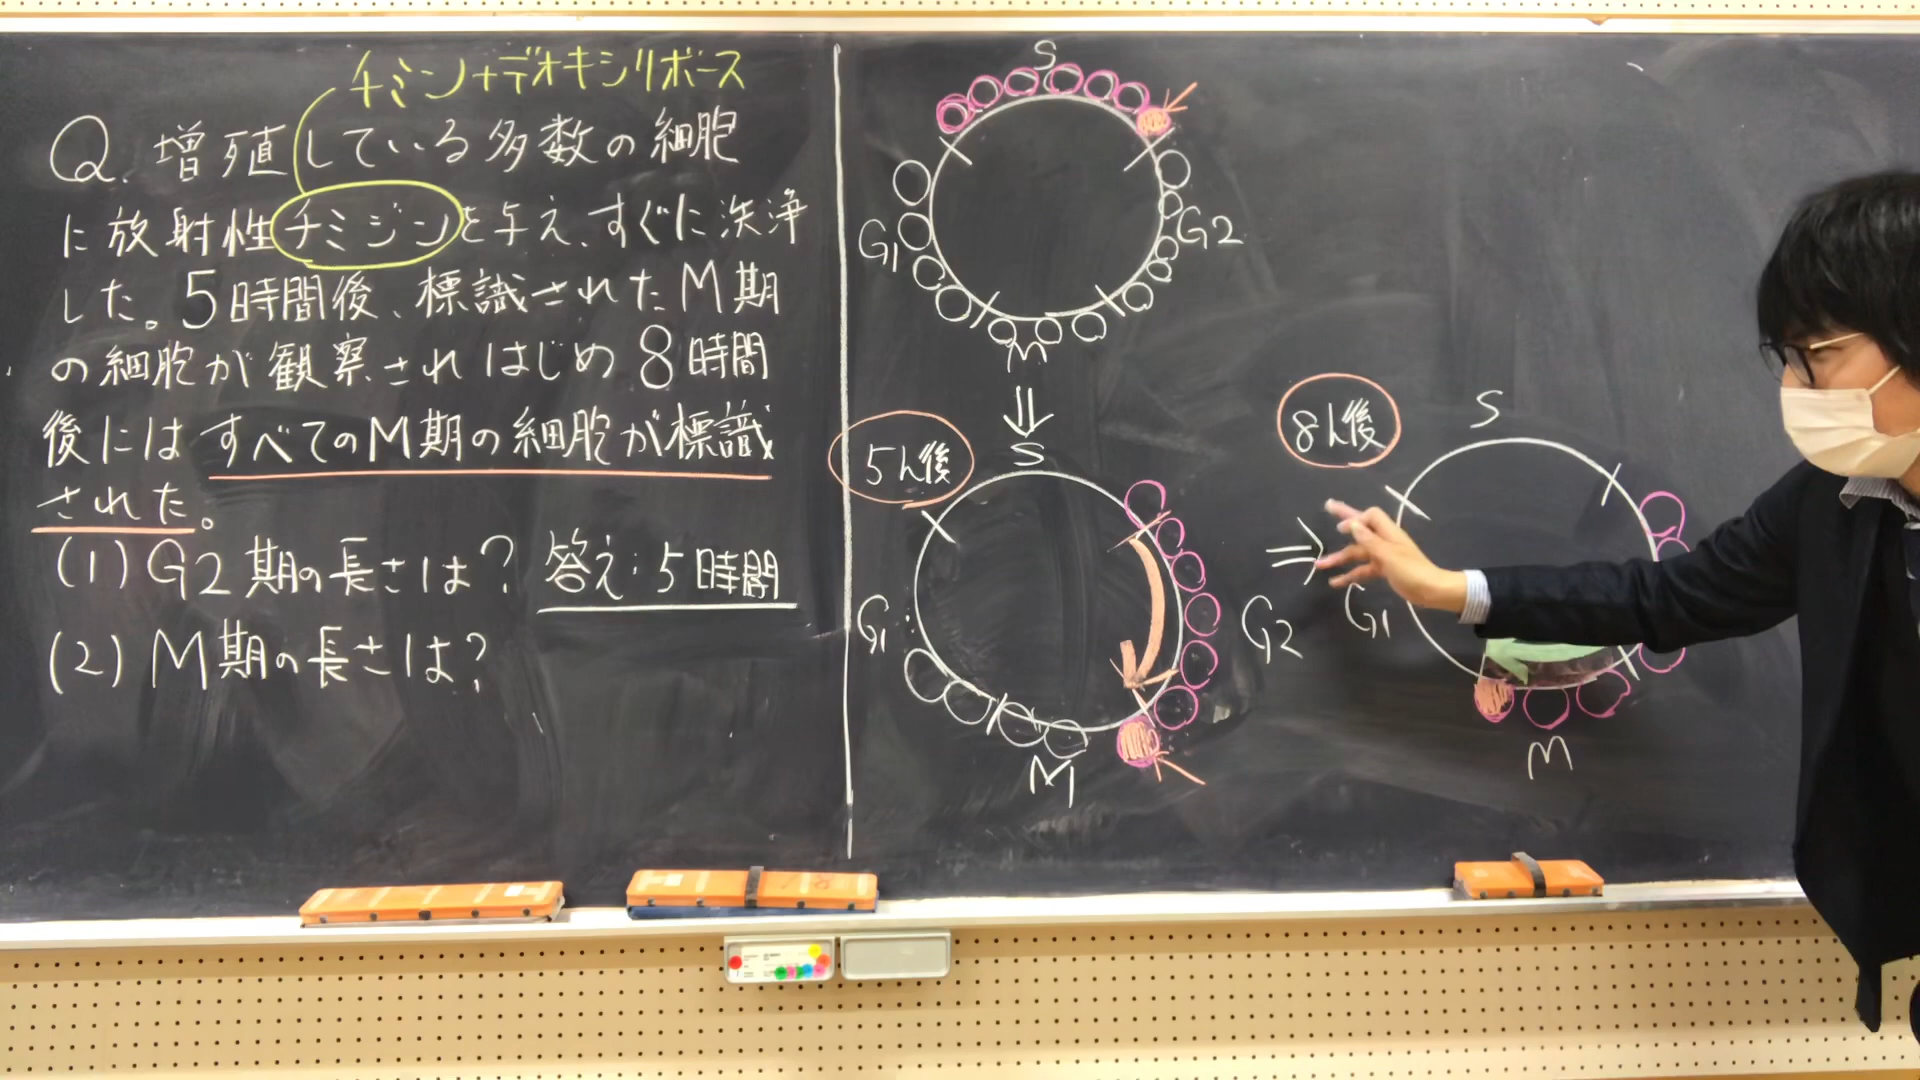 チミン+デオキシリボース
Q. 増殖している多数の細胞
に放射性チミジンを与え、すぐに洗浄
した。5時間後、標識されたM期
の細胞が観察されはじめ8時間
後にはすべてのM期の細胞が標識
された。
(1) G2期の長さは? 答え:5時間
(2) M期の長さは?
S
G1
G2
M
⇓
5h後
S
G1
G2
M
⇒
8h後
S
G1
M